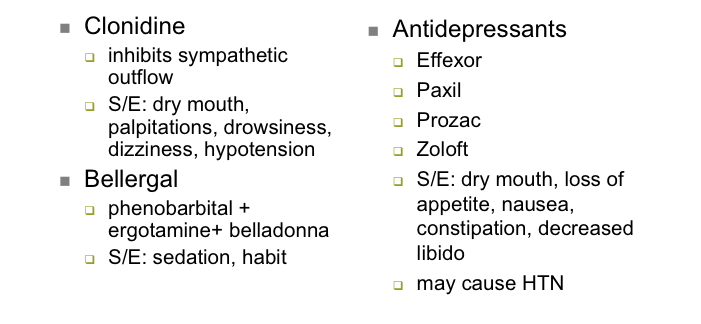 Clonidine
inhibits sympathetic
outflow
S/E: dry mouth,
palpitations, drowsiness,
dizziness, hypotension
Bellergal
phenobarbital +
ergotamine+ belladonna
S/E: sedation, habit
Antidepressants
Effexor
Paxil
Prozac
Zoloft
S/E: dry mouth, loss of
appetite, nausea,
constipation, decreased
libido
may cause HTN